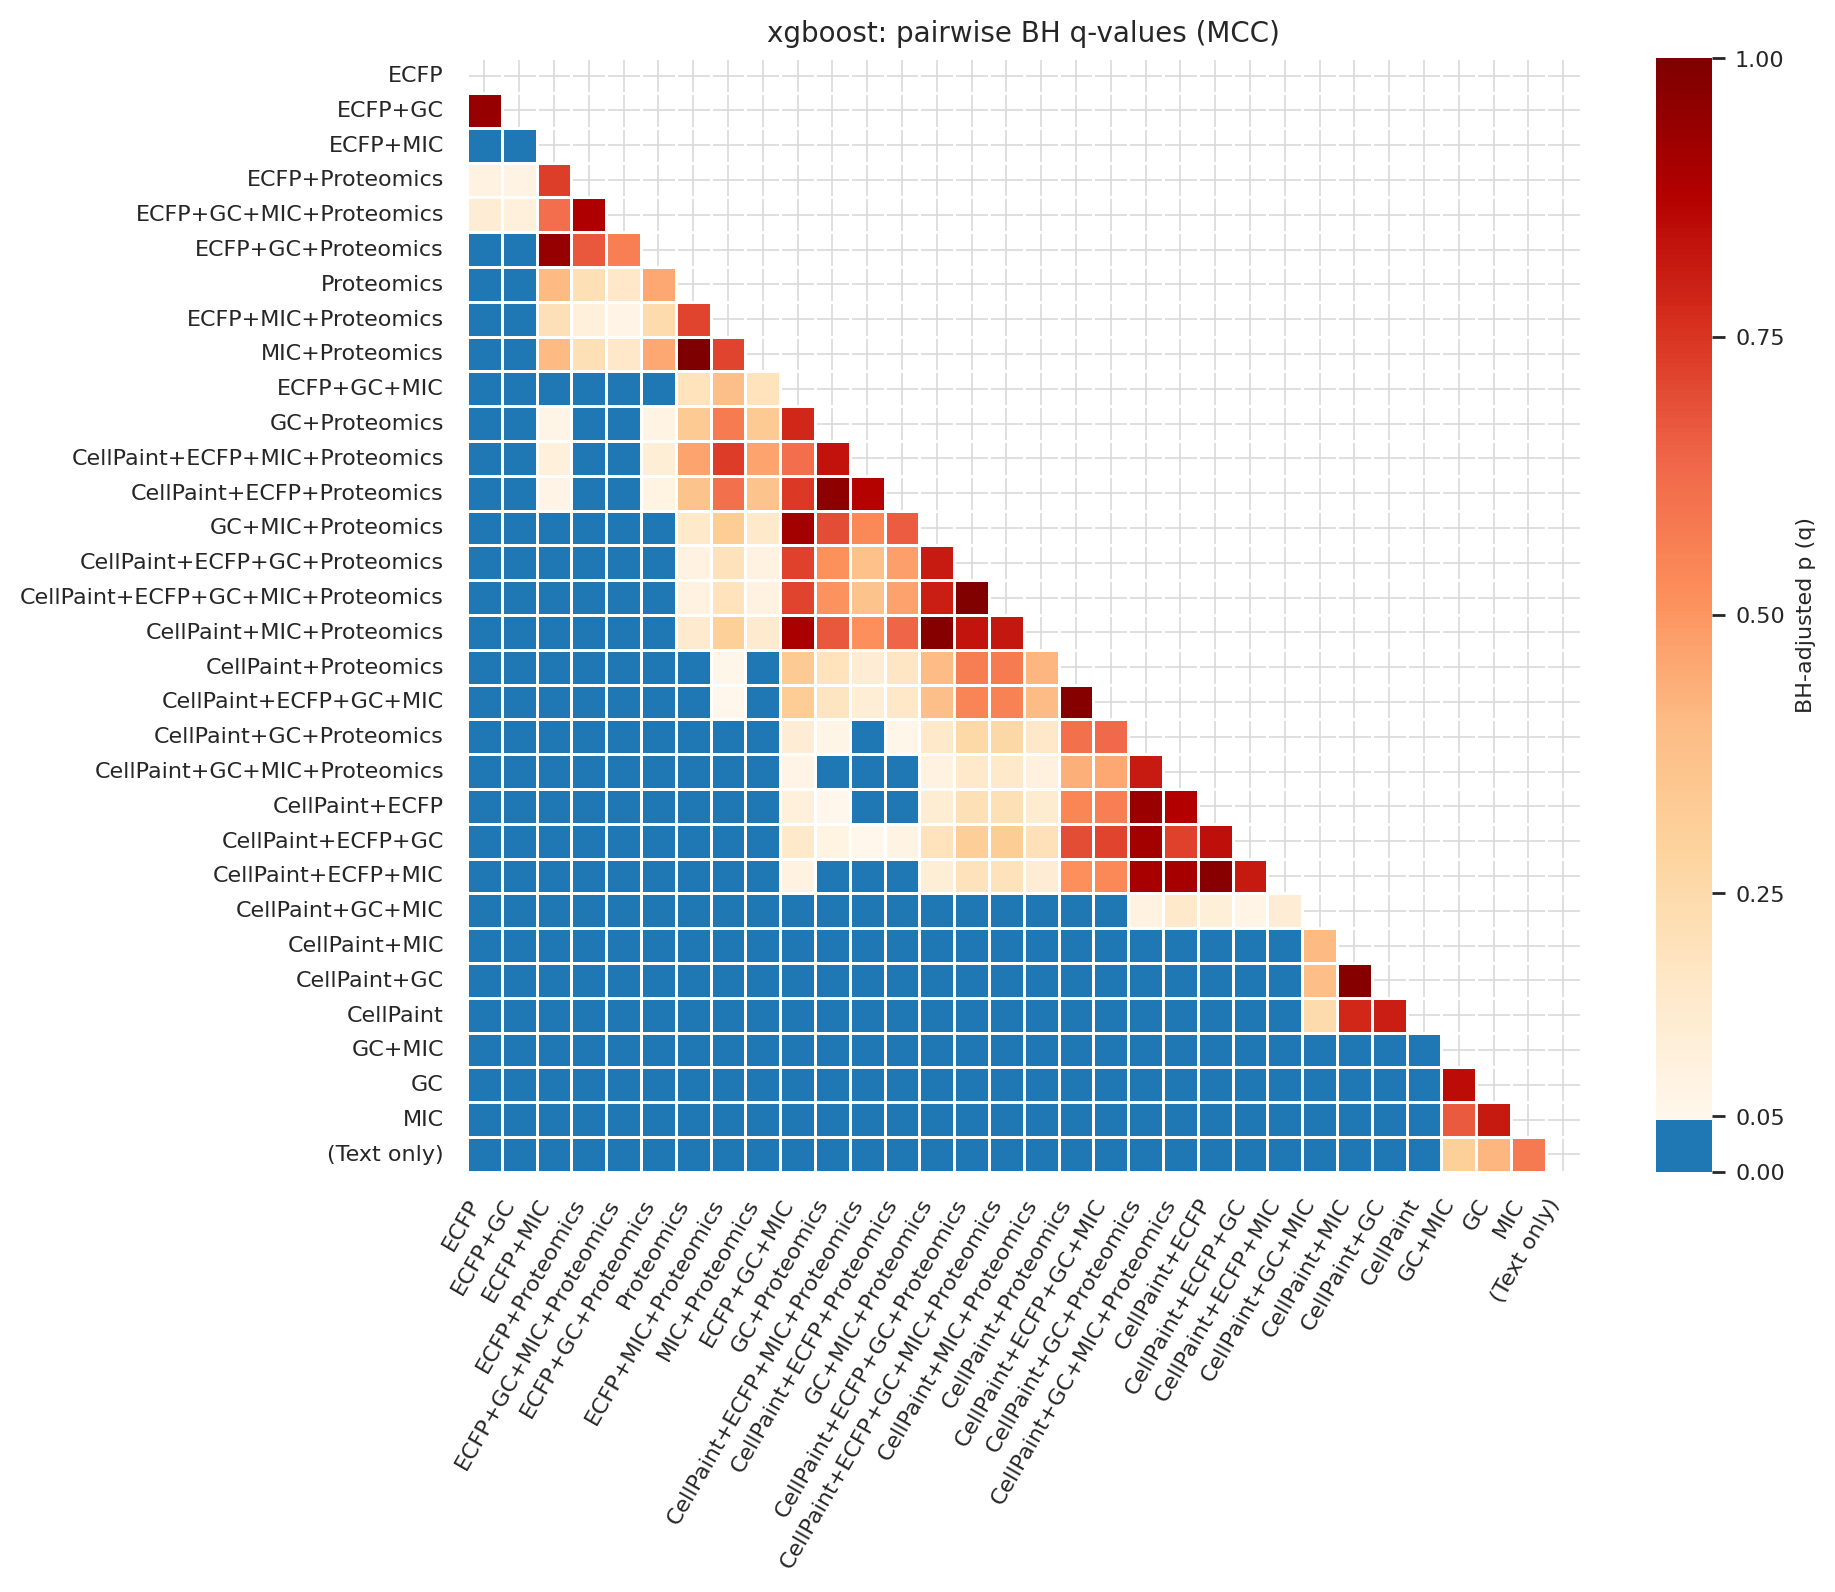 xgboost: pairwise BH q-values (MCC)
ECFP
ECFP+GC
ECFP+MIC
ECFP+Proteomics
ECFP+GC+MIC+Proteomics
ECFP+GC+Proteomics
Proteomics
ECFP+MIC+Proteomics
MIC+Proteomics
ECFP+GC+MIC
GC+Proteomics
CellPaint+ECFP+MIC+Proteomics
CellPaint+ECFP+Proteomics
GC+MIC+Proteomics
CellPaint+ECFP+GC+Proteomics
CellPaint+ECFP+GC+MIC+Proteomics
CellPaint+MIC+Proteomics
CellPaint+Proteomics
CellPaint+ECFP+GC+MIC
CellPaint+GC+Proteomics
CellPaint+GC+MIC+Proteomics
CellPaint+ECFP
CellPaint+ECFP+GC
CellPaint+ECFP+MIC
CellPaint+GC+MIC
CellPaint+MIC
CellPaint+GC
CellPaint
GC+MIC
GC
MIC
(Text only)
ECFP
ECFP+GC
ECFP+MIC
ECFP+Proteomics
ECFP+GC+MIC+Proteomics
ECFP+GC+Proteomics
Proteomics
ECFP+MIC+Proteomics
MIC+Proteomics
ECFP+GC+MIC
GC+Proteomics
CellPaint+ECFP+MIC+Proteomics
CellPaint+ECFP+Proteomics
GC+MIC+Proteomics
CellPaint+ECFP+GC+Proteomics
CellPaint+ECFP+GC+MIC+Proteomics
CellPaint+MIC+Proteomics
CellPaint+Proteomics
CellPaint+ECFP+GC+MIC
CellPaint+GC+Proteomics
CellPaint+GC+MIC+Proteomics
CellPaint+ECFP
CellPaint+ECFP+GC
CellPaint+ECFP+MIC
CellPaint+GC+MIC
CellPaint+MIC
CellPaint+GC
CellPaint
GC+MIC
GC
MIC
(Text only)
1.00
0.75
0.50
0.25
0.05
0.00
BH-adjusted p (q)